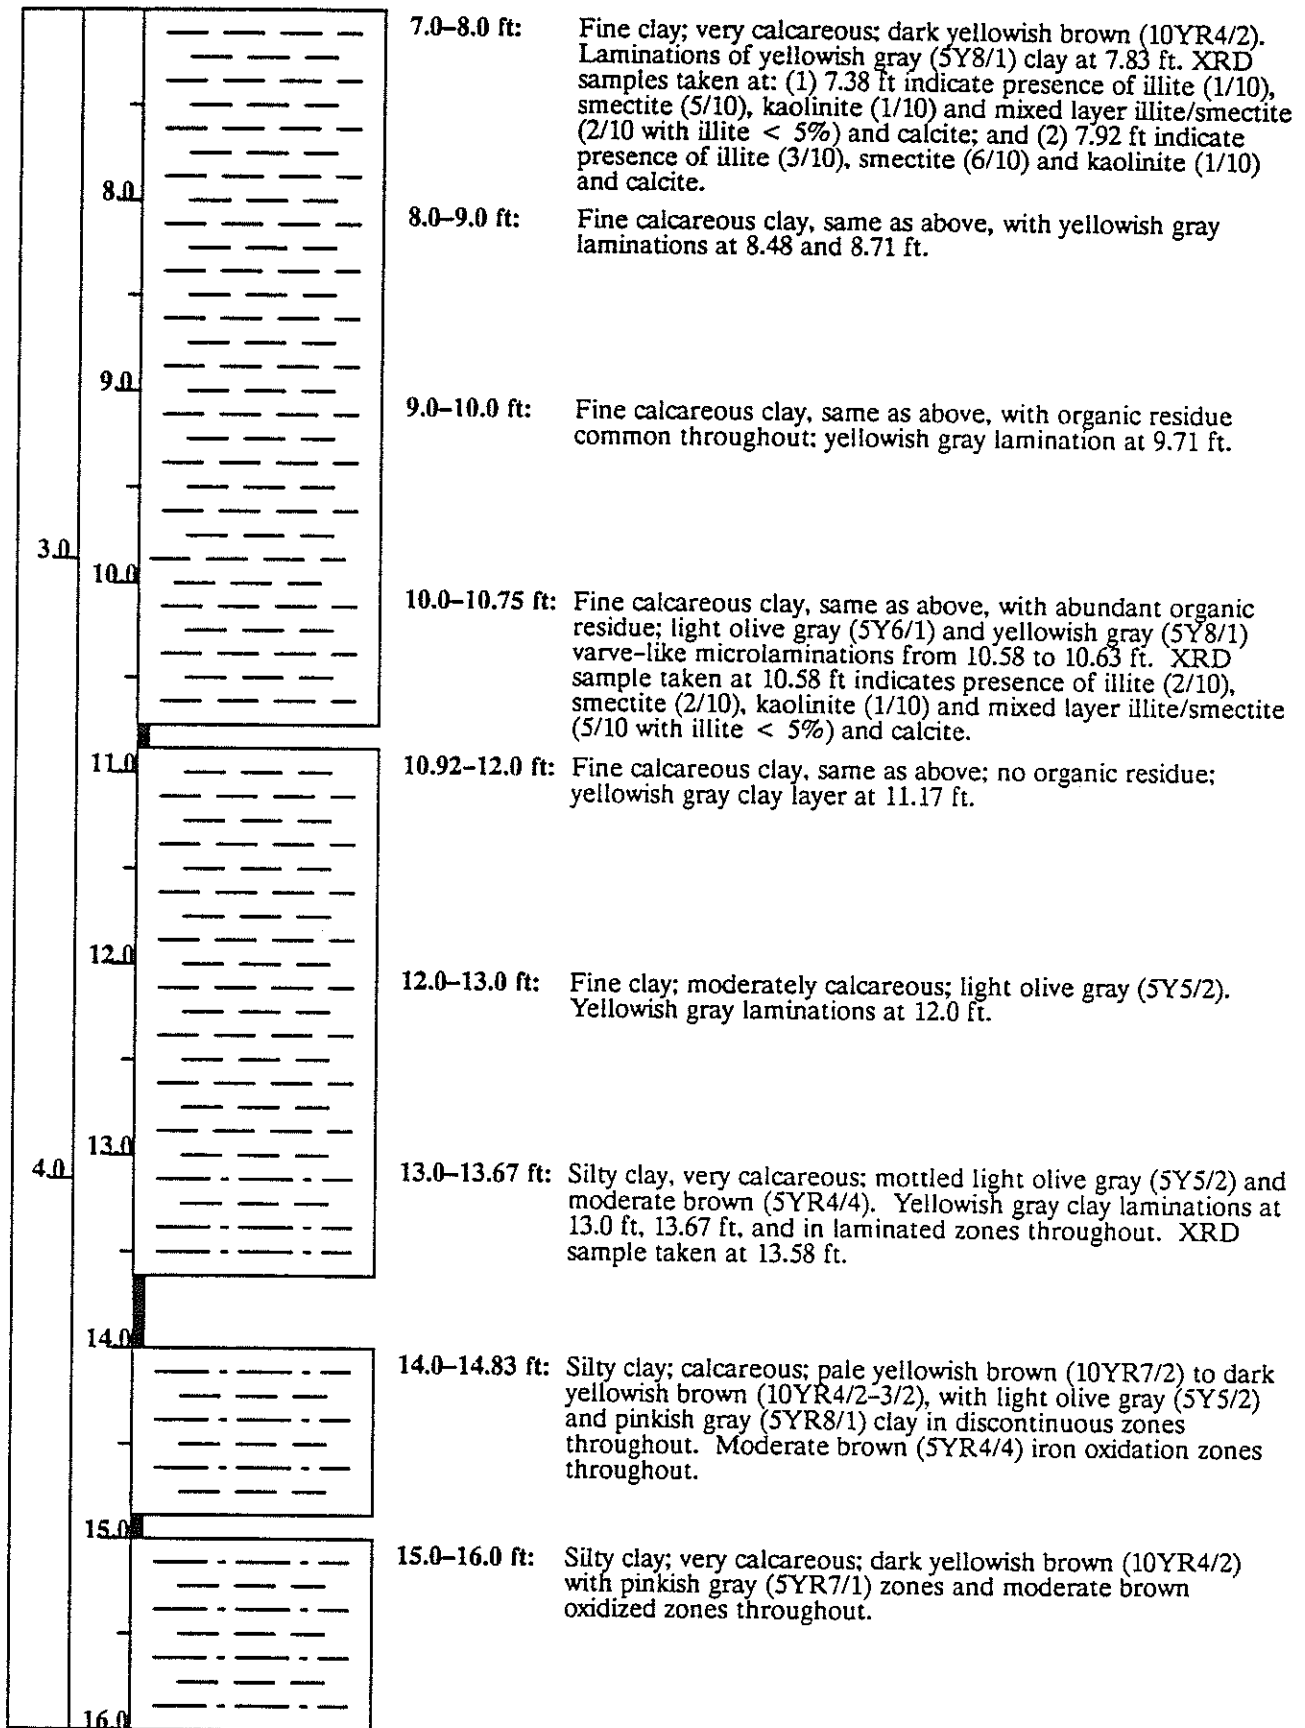 7.0–8.0 ft: Fine clay; very calcareous; dark yellowish brown (10YR4/2).
Laminations of yellowish gray (5Y8/1) clay at 7.83 ft. XRD
samples taken at: (1) 7.38 ft indicate presence of illite (1/10),
smectite (5/10), kaolinite (1/10) and mixed layer illite/smectite
(2/10 with illite < 5%) and calcite; and (2) 7.92 ft indicate
presence of illite (3/10), smectite (6/10) and kaolinite (1/10)
and calcite.
8.0
8.0–9.0 ft: Fine calcareous clay, same as above, with yellowish gray
laminations at 8.48 and 8.71 ft.
9.0
9.0–10.0 ft: Fine calcareous clay, same as above, with organic residue
common throughout; yellowish gray lamination at 9.71 ft.
3.0
10.0
10.0–10.75 ft: Fine calcareous clay, same as above, with abundant organic
residue; light olive gray (5Y6/1) and yellowish gray (5Y8/1)
varve-like microlaminations from 10.58 to 10.63 ft. XRD
sample taken at 10.58 ft indicates presence of illite (2/10),
smectite (2/10), kaolinite (1/10) and mixed layer illite/smectite
(5/10 with illite < 5%) and calcite.
11.0
10.92–12.0 ft: Fine calcareous clay, same as above; no organic residue;
yellowish gray clay layer at 11.17 ft.
12.0
12.0–13.0 ft: Fine clay; moderately calcareous; light olive gray (5Y5/2).
Yellowish gray laminations at 12.0 ft.
13.0
4.0
13.0–13.67 ft: Silty clay, very calcareous; mottled light olive gray (5Y5/2) and
moderate brown (5YR4/4). Yellowish gray clay laminations at
13.0 ft, 13.67 ft, and in laminated zones throughout. XRD
sample taken at 13.58 ft.
14.0
14.0–14.83 ft: Silty clay; calcareous; pale yellowish brown (10YR7/2) to dark
yellowish brown (10YR4/2–3/2), with light olive gray (5Y5/2)
and pinkish gray (5YR8/1) clay in discontinuous zones
throughout. Moderate brown (5YR4/4) iron oxidation zones
throughout.
15.0
15.0–16.0 ft: Silty clay; very calcareous; dark yellowish brown (10YR4/2)
with pinkish gray (5YR7/1) zones and moderate brown
oxidized zones throughout.
16.0